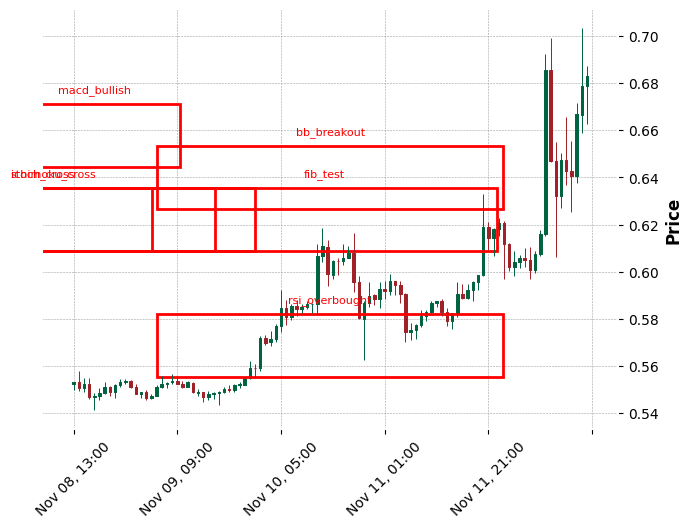 macd_bullish
bb_breakout
fib_test
rsi_overbought
0.70
0.68
0.66
0.64
0.62
0.60
0.58
0.56
0.54
Price
Nov 08, 13:00
Nov 09, 09:00
Nov 10, 05:00
Nov 11, 01:00
Nov 11, 21:00